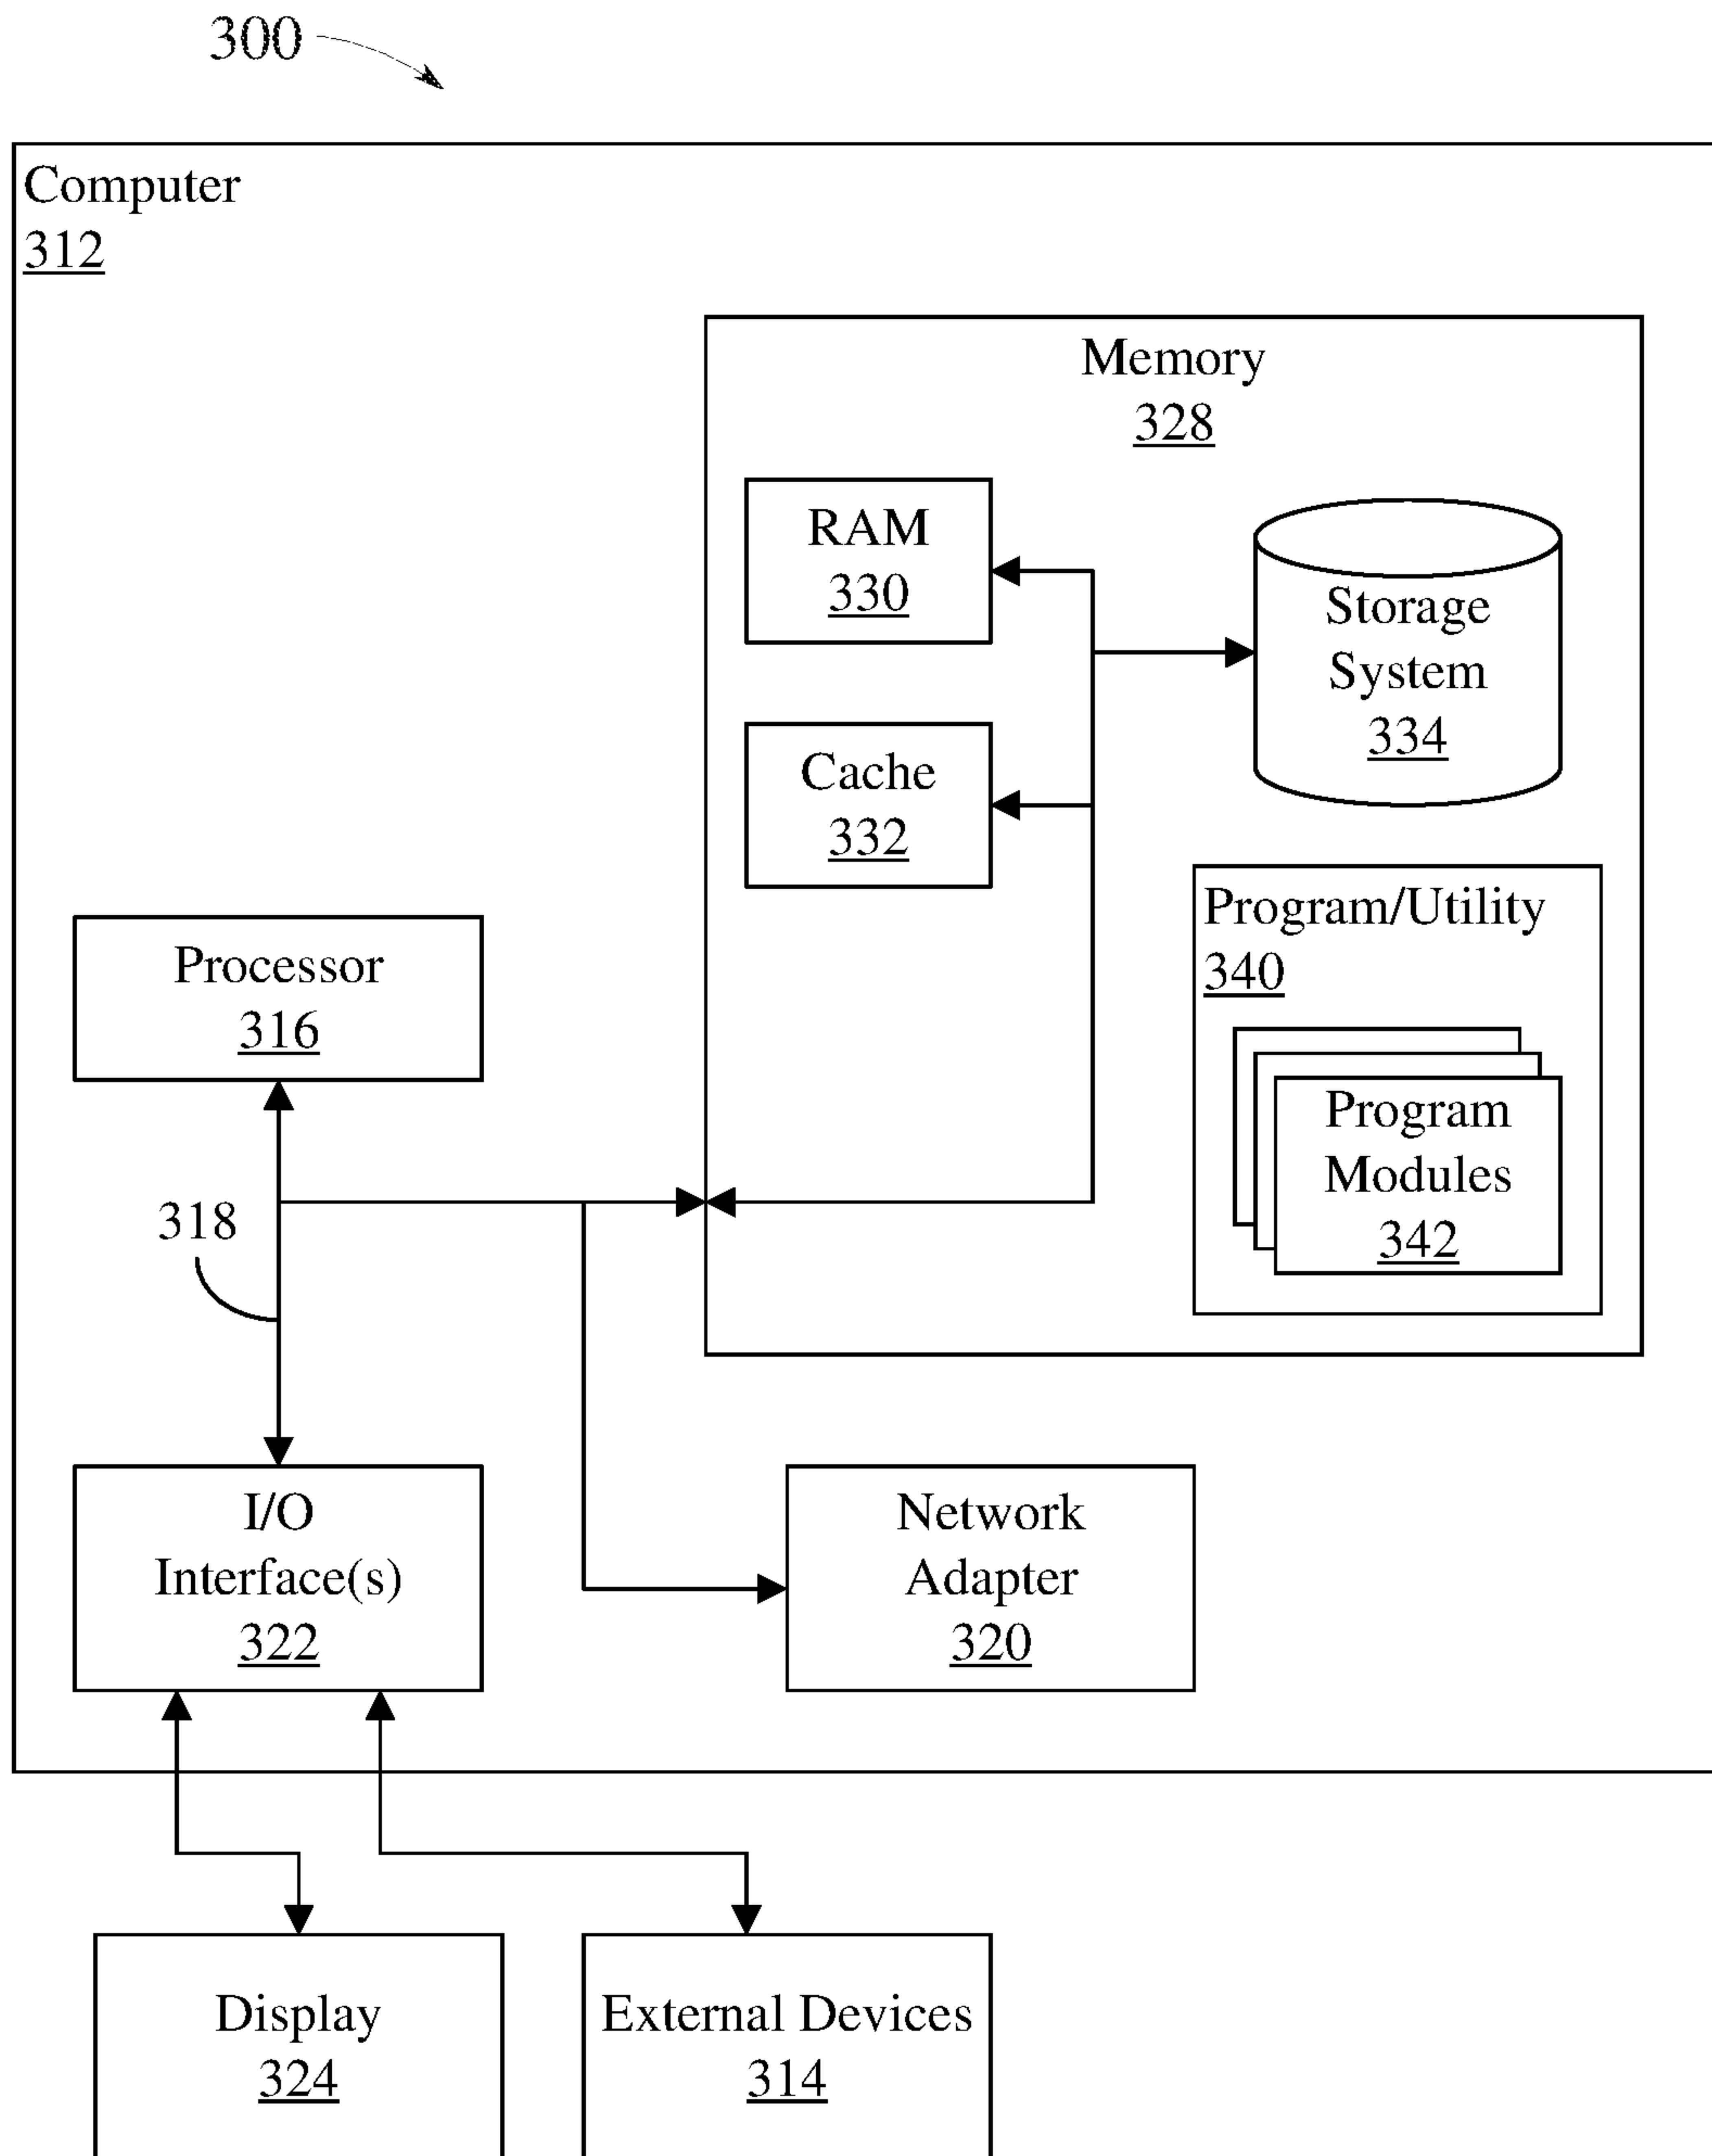 300
Computer
312
Memory
328
RAM
330
Storage
System
334
Cache
332
Program/Utility
340
Processor
316
Program
Modules
342
318
I/O
Interface(s)
322
Network
Adapter
320
Display
324
External Devices
314